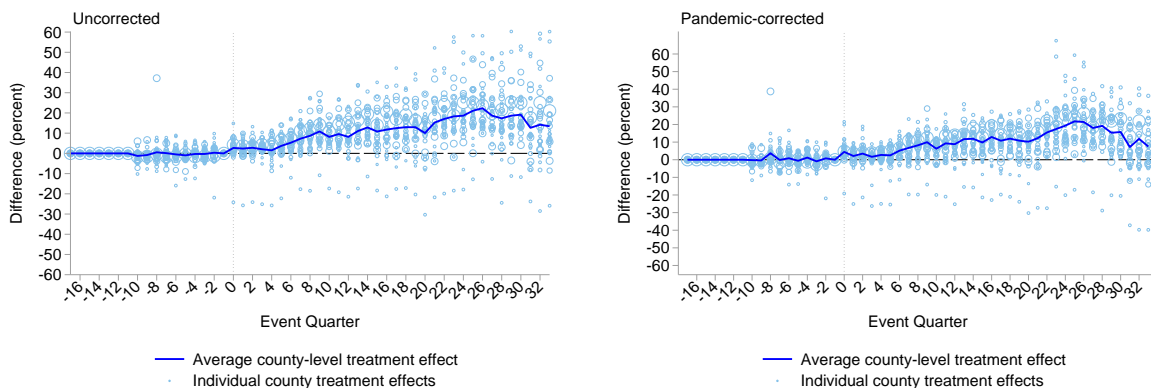 Uncorrected
60
50
40
30
20
10
0
-10
-20
-30
-40
-50
-60
Difference (percent)
-16 -14 -12 -10 -8 -6 -4 -2 0 2 4 6 8 10 12 14 16 18 20 22 24 26 28 30 32
Event Quarter
Average county-level treatment effect
Individual county treatment effects
Pandemic-corrected
60
50
40
30
20
10
0
-10
-20
-30
-40
-50
-60
Difference (percent)
-16 -14 -12 -10 -8 -6 -4 -2 0 2 4 6 8 10 12 14 16 18 20 22 24 26 28 30 32
Event Quarter
Average county-level treatment effect
Individual county treatment effects